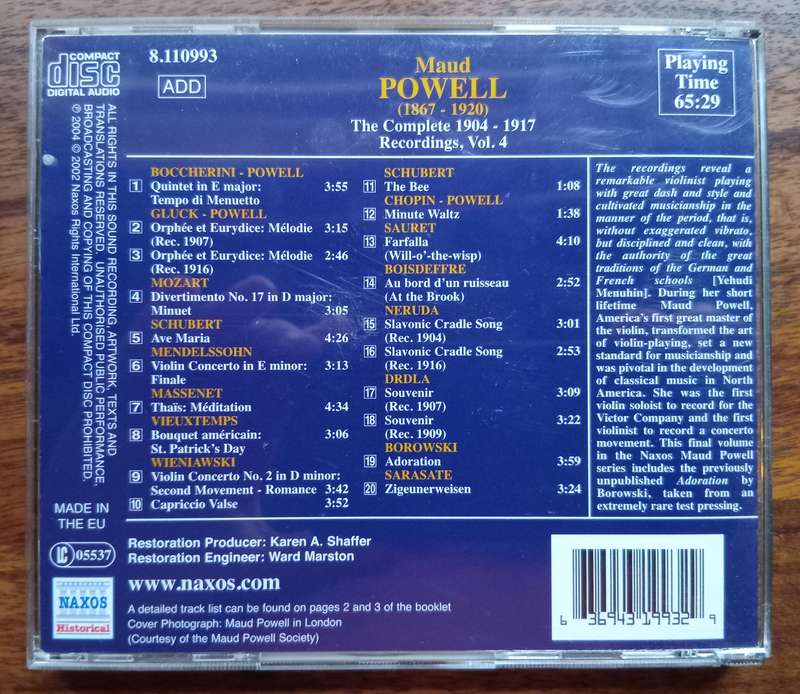 COMPACT
disc
DIGITAL AUDIO
8.110993
ADD
Maud
POWELL
(1867 - 1920)
The Complete 1904 - 1917
Recordings, Vol. 4
Playing
Time
65:29
ALL RIGHTS IN THIS SOUND RECORDING, ARTWORK, TEXTS AND
TRANSLATIONS RESERVED. UNAUTHORISED PUBLIC PERFORMANCE,
BROADCASTING AND COPYING OF THIS COMPACT DISC PROHIBITED.
℗ 2004 © 2002 Naxos Rights International Ltd.
BOCCHERINI - POWELL
1 Quintet in E major: 3:55
Tempo di Menuetto
GLUCK - POWELL
2 Orphée et Eurydice: Mélodie 3:15
(Rec. 1907)
3 Orphée et Eurydice: Mélodie 2:46
(Rec. 1916)
MOZART
4 Divertimento No. 17 in D major:
Minuet 3:05
SCHUBERT
5 Ave Maria 4:26
MENDELSSOHN
6 Violin Concerto in E minor: 3:13
Finale
MASSENET
7 Thaïs: Méditation 4:34
VIEUXTEMPS
8 Bouquet américain: 3:06
St. Patrick's Day
WIENIAWSKI
9 Violin Concerto No. 2 in D minor:
Second Movement - Romance 3:42
10 Capriccio Valse 3:52
SCHUBERT
11 The Bee 1:08
CHOPIN - POWELL
12 Minute Waltz 1:38
SAURET
13 Farfalla 4:10
(Will-o'-the-wisp)
BOISDEFFRE
14 Au bord d'un ruisseau 2:52
(At the Brook)
NERUDA
15 Slavonic Cradle Song 3:01
(Rec. 1904)
16 Slavonic Cradle Song 2:53
(Rec. 1916)
DRDLA
17 Souvenir 3:09
(Rec. 1907)
18 Souvenir 3:22
(Rec. 1909)
BOROWSKI
19 Adoration 3:59
SARASATE
20 Zigeunerweisen 3:24
The recordings reveal a
remarkable violinist playing
with great dash and style and
cultivated musicianship in the
manner of the period, that is,
without exaggerated vibrato,
but disciplined and clean, with
the authority of the great
traditions of the German and
French schools [Yehudi
Menuhin]. During her short
lifetime Maud Powell,
America's first great master of
the violin, transformed the art
of violin-playing, set a new
standard for musicianship and
was pivotal in the development
of classical music in North
America. She was the first
violin soloist to record for the
Victor Company and the first
violinist to record a concerto
movement. This final volume
in the Naxos Maud Powell
series includes the previously
unpublished Adoration by
Borowski, taken from an
extremely rare test pressing.
MADE IN
THE EU
LC 05537
NAXOS
Historical
Restoration Producer: Karen A. Shaffer
Restoration Engineer: Ward Marston
www.naxos.com
A detailed track list can be found on pages 2 and 3 of the booklet
Cover Photograph: Maud Powell in London
(Courtesy of the Maud Powell Society)
6 36943 19932 9